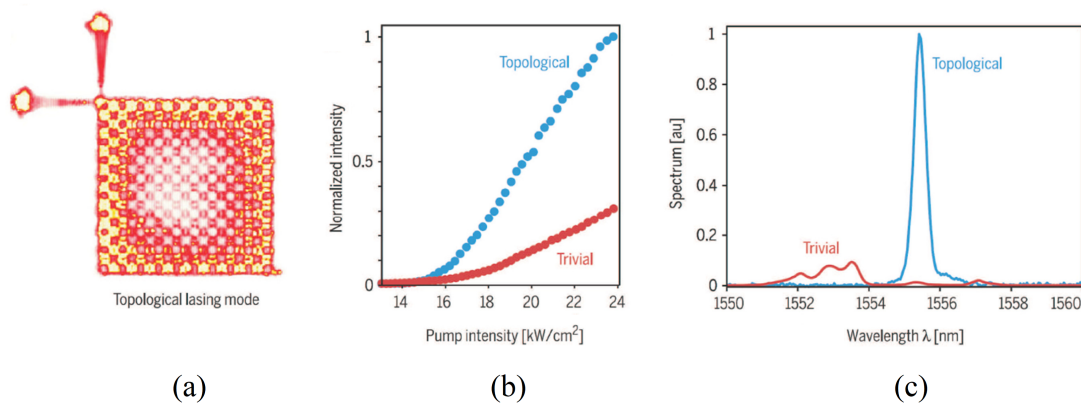 Topological lasing mode
(a)
Normalized intensity
1
0.5
0
Topological
Trivial
14 16 18 20 22 24
Pump intensity [kW/cm²]
(b)
Spectrum [au]
1
0.8
0.6
0.4
0.2
0
Topological
Trivial
1550 1552 1554 1556 1558 1560
Wavelength λ [nm]
(c)